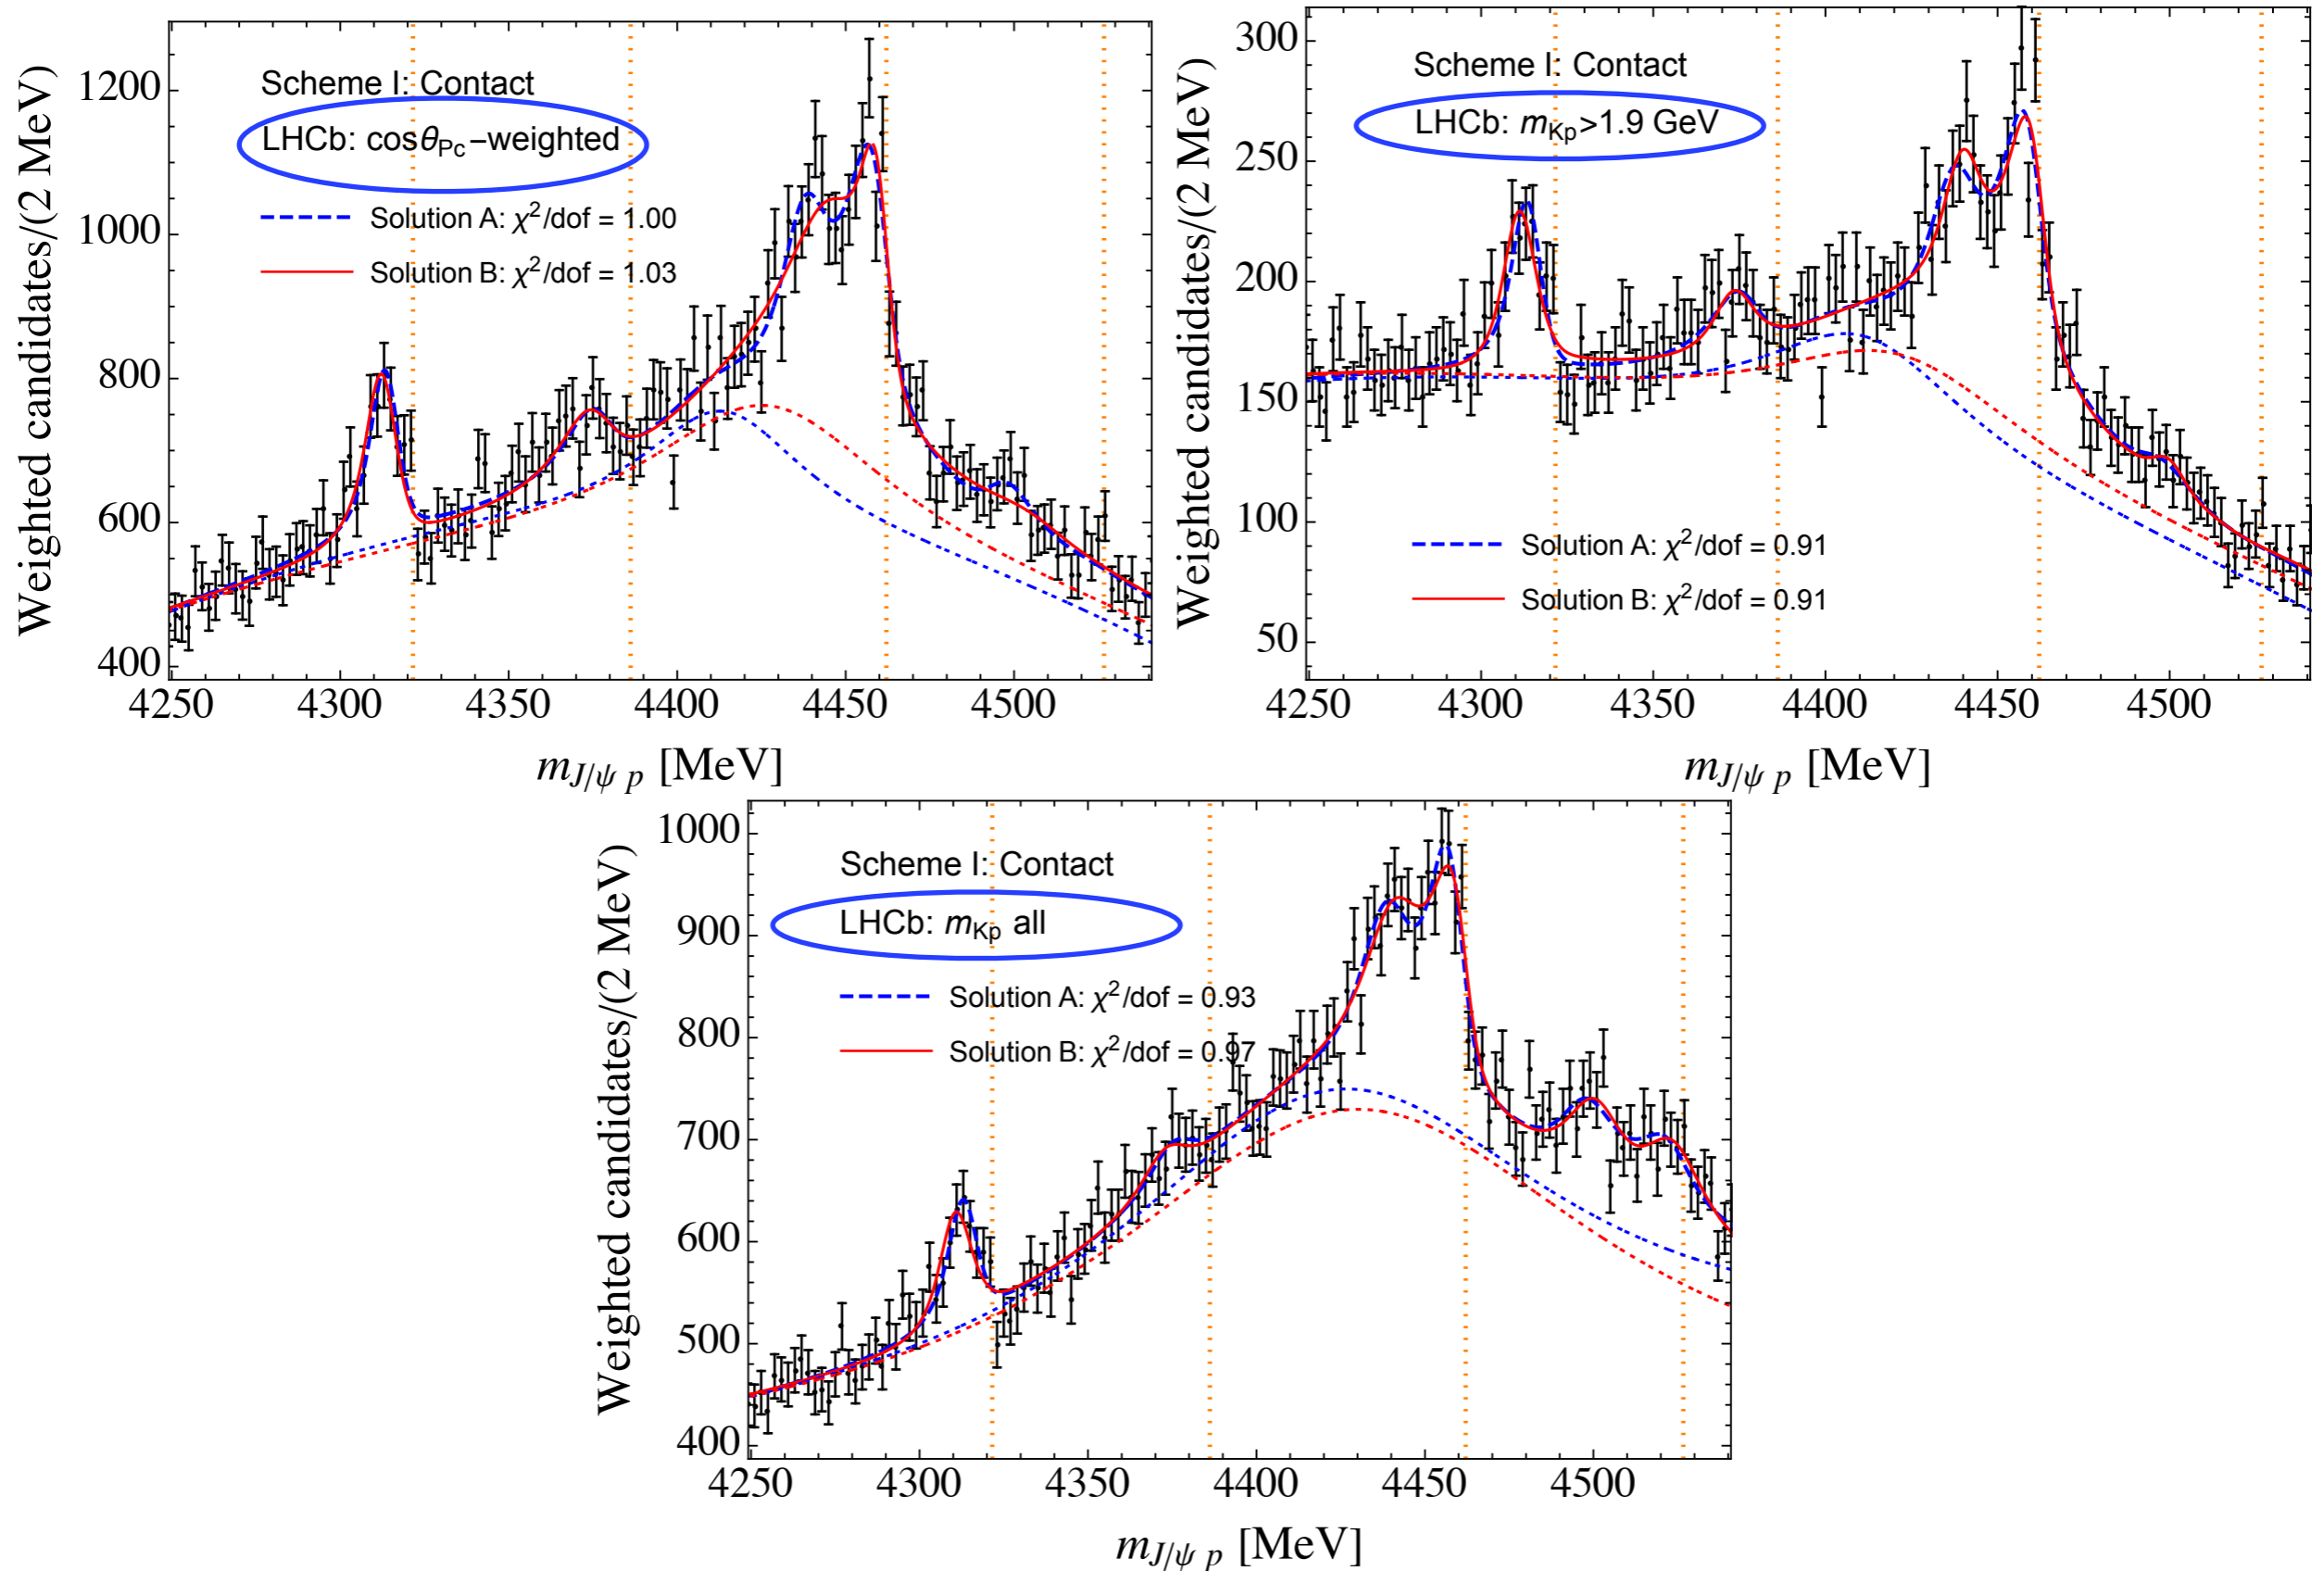 Weighted candidates/(2 MeV)
1200
1000
800
600
400
Scheme I: Contact
LHCb: cosθPc–weighted
Solution A: χ²/dof = 1.00
Solution B: χ²/dof = 1.03
4250 4300 4350 4400 4450 4500
mJ/ψ p [MeV]
Weighted candidates/(2 MeV)
300
250
200
150
100
50
Scheme I: Contact
LHCb: mKp>1.9 GeV
Solution A: χ²/dof = 0.91
Solution B: χ²/dof = 0.91
4250 4300 4350 4400 4450 4500
mJ/ψ p [MeV]
Weighted candidates/(2 MeV)
1000
900
800
700
600
500
400
Scheme I: Contact
LHCb: mKp all
Solution A: χ²/dof = 0.93
Solution B: χ²/dof = 0.97
4250 4300 4350 4400 4450 4500
mJ/ψ p [MeV]